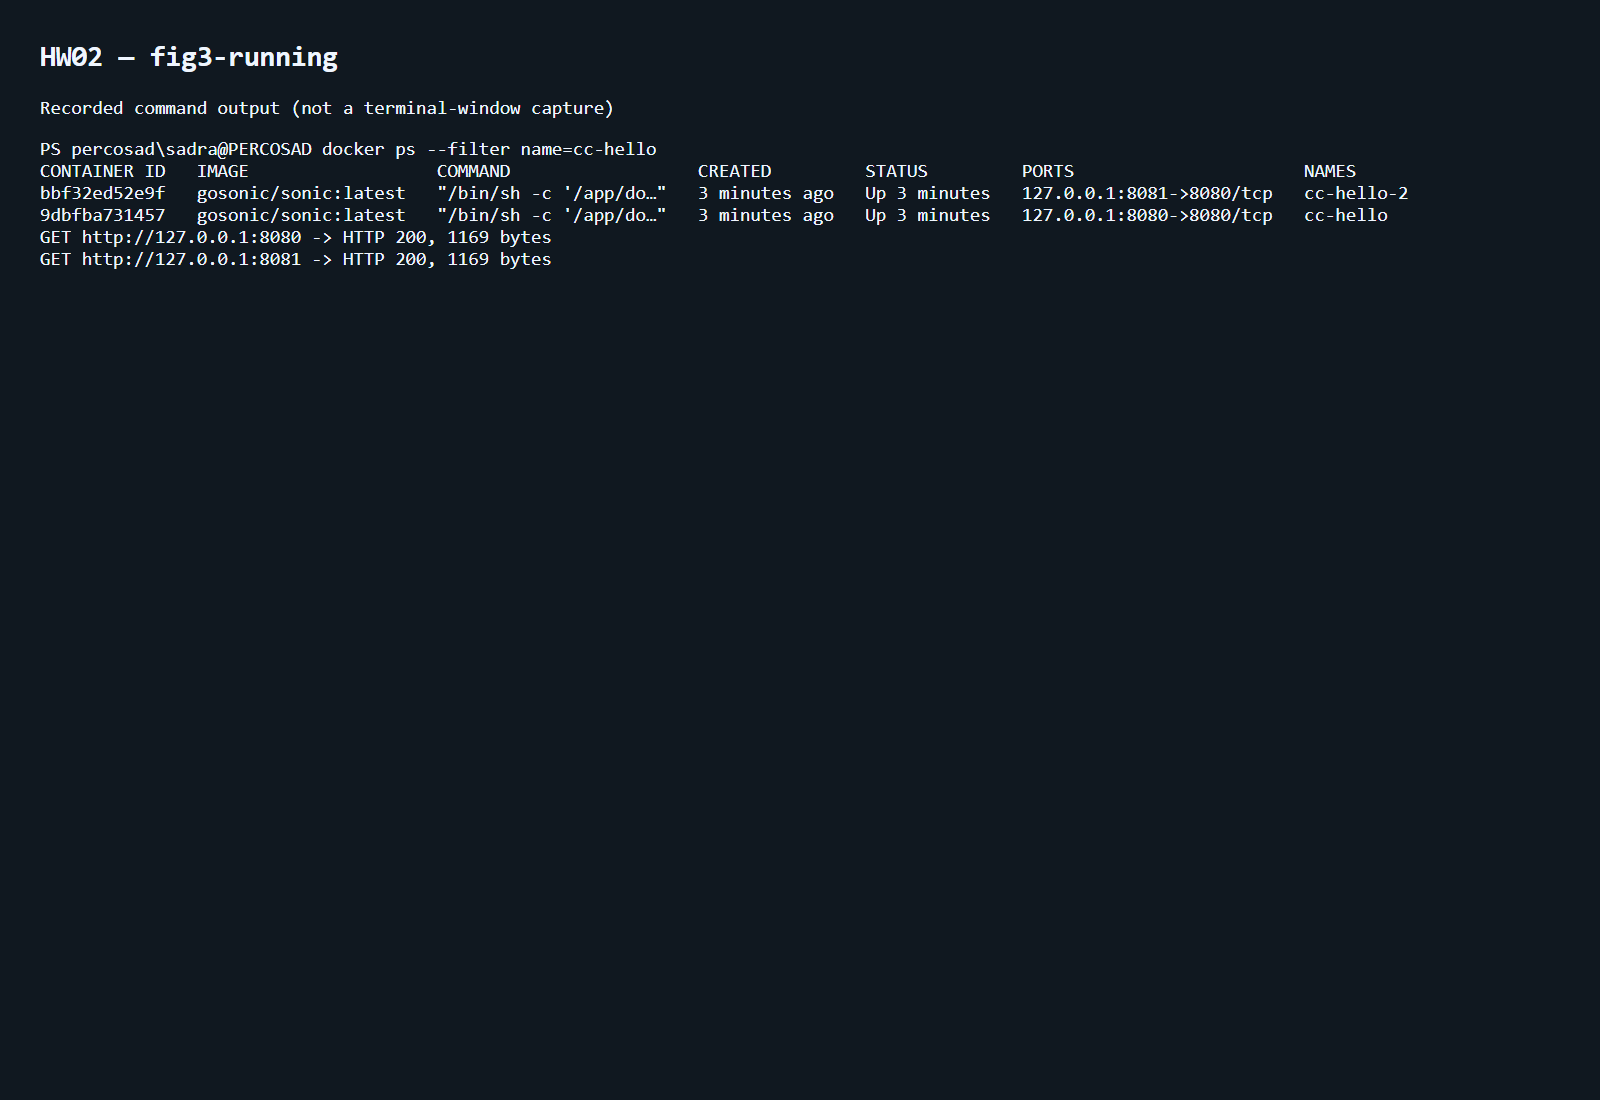 HW02 — fig3-running
Recorded command output (not a terminal-window capture)
PS percosad\sadra@PERCOSAD docker ps --filter name=cc-hello
CONTAINER ID   IMAGE                  COMMAND                  CREATED         STATUS         PORTS                      NAMES
bbf32ed52e9f   gosonic/sonic:latest   "/bin/sh -c '/app/do…"   3 minutes ago   Up 3 minutes   127.0.0.1:8081->8080/tcp   cc-hello-2
9dbfba731457   gosonic/sonic:latest   "/bin/sh -c '/app/do…"   3 minutes ago   Up 3 minutes   127.0.0.1:8080->8080/tcp   cc-hello
GET http://127.0.0.1:8080 -> HTTP 200, 1169 bytes
GET http://127.0.0.1:8081 -> HTTP 200, 1169 bytes